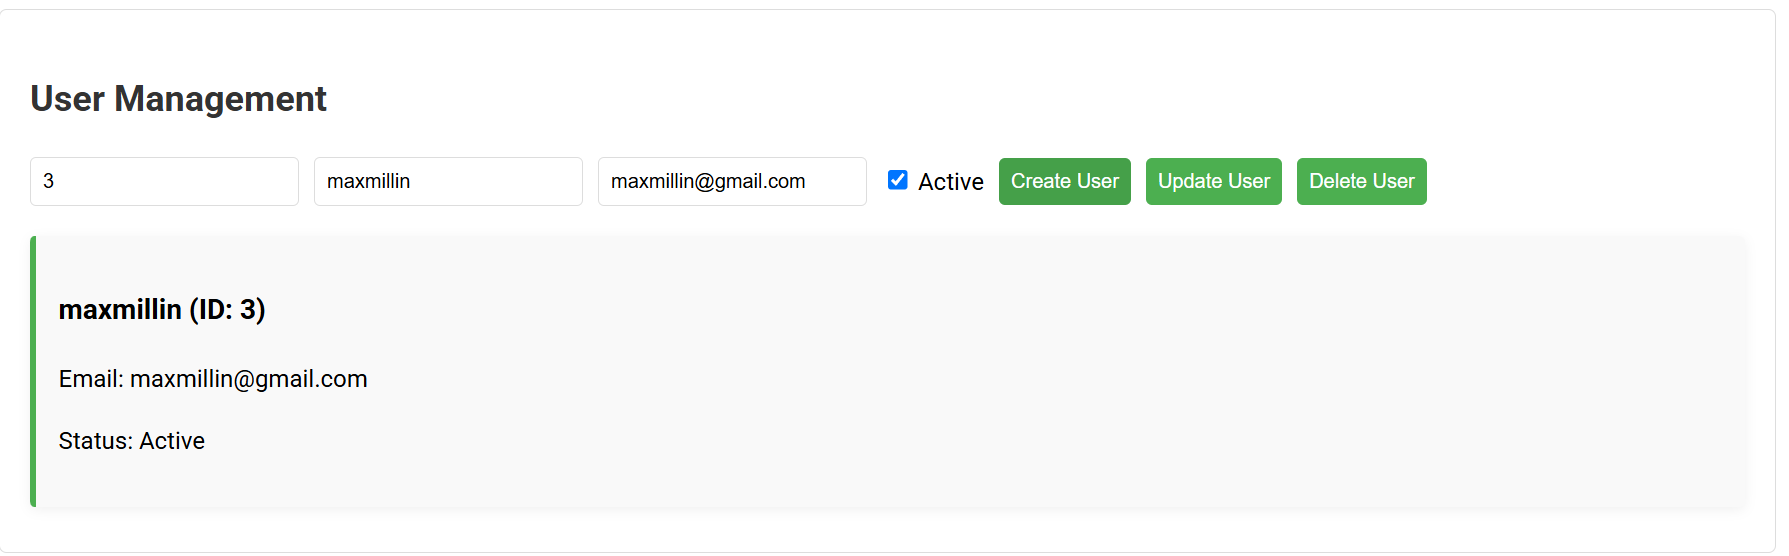 User Management
3 maxmillin maxmillin@gmail.com Active Create User Update User Delete User
maxmillin (ID: 3)
Email: maxmillin@gmail.com
Status: Active